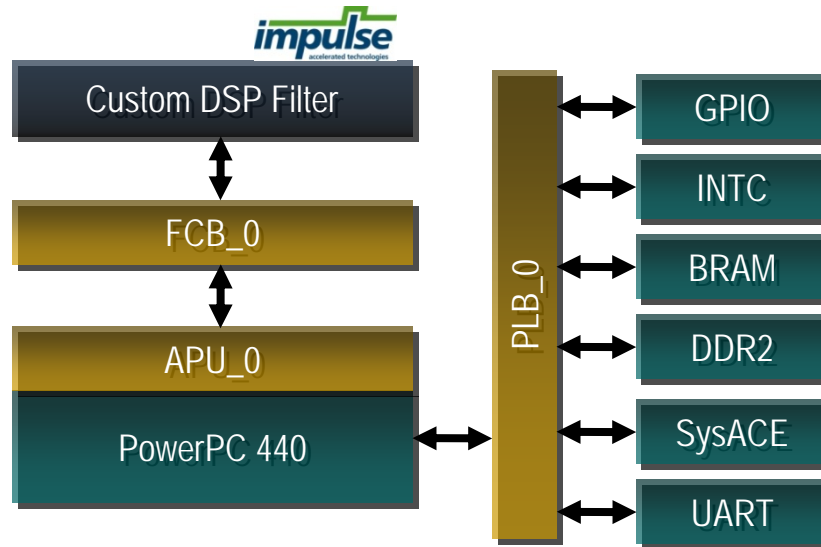 impulse
accelerated technologies
Custom DSP Filter
FCB_0
APU_0
PowerPC 440
PLB_0
GPIO
INTC
BRAM
DDR2
SysACE
UART